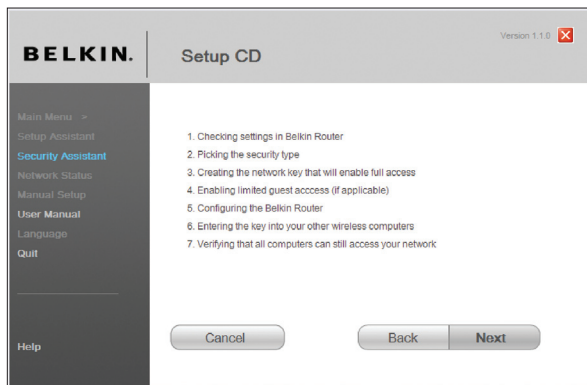 BELKIN.
Setup CD
Version 1.1.0
Main Menu >
Setup Assistant
Security Assistant
Network Status
Manual Setup
User Manual
Language
Quit
Help
1. Checking settings in Belkin Router
2. Picking the security type
3. Creating the network key that will enable full access
4. Enabling limited guest acccess (if applicable)
5. Configuring the Belkin Router
6. Entering the key into your other wireless computers
7. Verifying that all computers can still access your network
Cancel
Back
Next